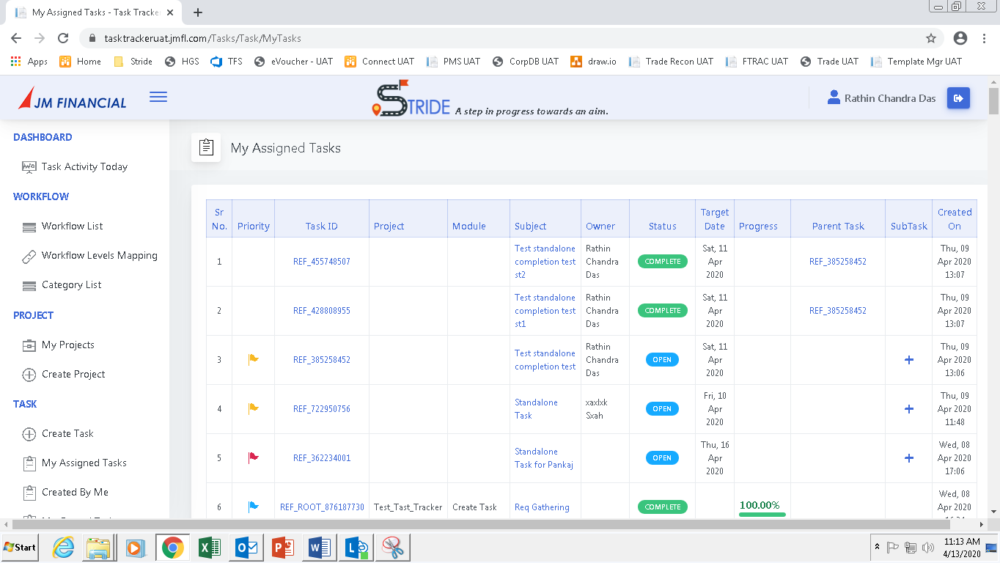 My Assigned Tasks - Task Tracke
tasktrackeruat.jmfl.com/Tasks/Task/MyTasks
Apps Home Stride HGS TFS eVoucher - UAT Connect UAT PMS UAT CorpDB UAT draw.io Trade Recon UAT FTRAC UAT Trade UAT Template Mgr UAT
JM FINANCIAL
STRIDE A step in progress towards an aim.
Rathin Chandra Das
DASHBOARD
Task Activity Today
WORKFLOW
Workflow List
Workflow Levels Mapping
Category List
PROJECT
My Projects
Create Project
TASK
Create Task
My Assigned Tasks
Created By Me
My Assigned Tasks
Sr No. Priority Task ID Project Module Subject Owner Status Target Date Progress Parent Task SubTask Created On
1 REF_455748507 Test standalone completion test st2 Rathin Chandra Das COMPLETE Sat, 11 Apr 2020 REF_385258452 Thu, 09 Apr 2020 13:07
2 REF_428808955 Test standalone completion test st1 Rathin Chandra Das COMPLETE Sat, 11 Apr 2020 REF_385258452 Thu, 09 Apr 2020 13:07
3 REF_385258452 Test standalone completion test Rathin Chandra Das OPEN Sat, 11 Apr 2020 + Thu, 09 Apr 2020 13:06
4 REF_722950756 Standalone Task xaxlxk Sxah OPEN Fri, 10 Apr 2020 + Thu, 09 Apr 2020 11:48
5 REF_362234001 Standalone Task for Pankaj OPEN Thu, 16 Apr 2020 + Wed, 08 Apr 2020 17:06
6 REF_ROOT_876187730 Test_Tast_Tracker Create Task Req Gathering COMPLETE 100.00% Wed, 08 Apr 2020
Start
11:13 AM
4/13/2020